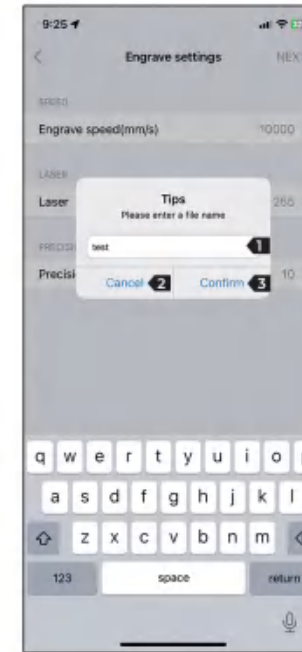 9:25
Engrave settings NEX
SPEED
Engrave speed(mm/s) 10000
LASER
Laser 255
Tips
Please enter a file name
test 1
Precisi 10
Cancel 2 Confirm 3
q w e r t y u i o
a s d f g h j k l
z x c v b n m
123 space return